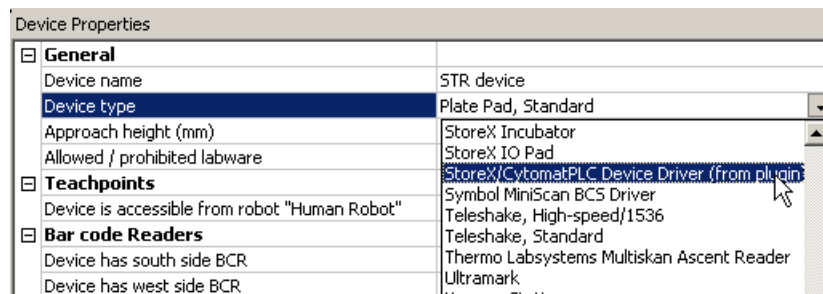 Device Properties
General
Device name STR device
Device type Plate Pad, Standard
Approach height (mm) StoreX Incubator
StoreX IO Pad
Allowed / prohibited labware StoreX/CytomatPLC Device Driver (from plugin)
Teachpoints Symbol MiniScan BCS Driver
Device is accessible from robot "Human Robot" Teleshake, High-speed/1536
Bar code Readers Teleshake, Standard
Device has south side BCR Thermo Labsystems Multiskan Ascent Reader
Device has west side BCR Ultramark